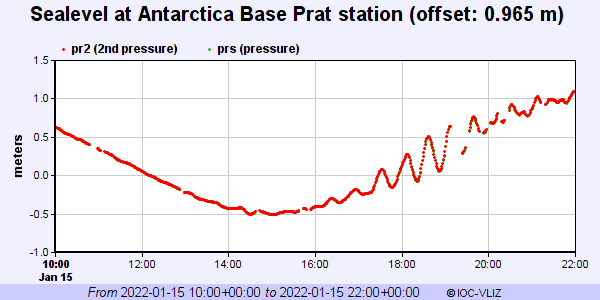 Sealevel at Antarctica Base Prat station (offset: 0.965 m)
pr2 (2nd pressure) prs (pressure)
1.5
1.0
0.5
0.0
-0.5
-1.0
meters
10:00 12:00 14:00 16:00 18:00 20:00 22:00
Jan 15
From 2022-01-15 10:00+00:00 to 2022-01-15 22:00+00:00 © IOC-VLIZ